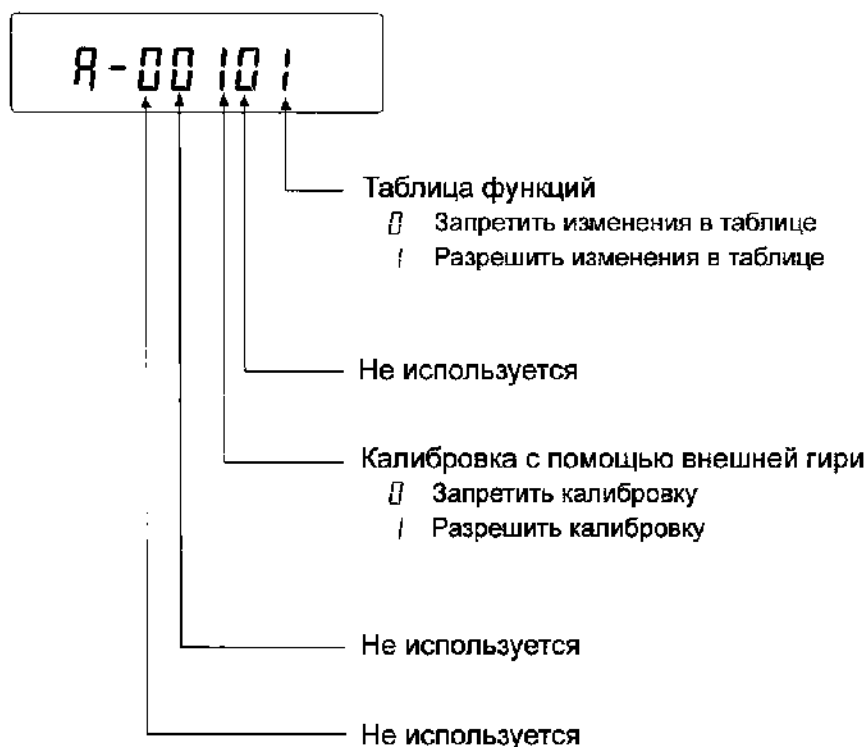 A-00101
Таблица функций
0 Запретить изменения в таблице
1 Разрешить изменения в таблице
Не используется
Калибровка с помощью внешней гири
0 Запретить калибровку
1 Разрешить калибровку
Не используется
Не используется